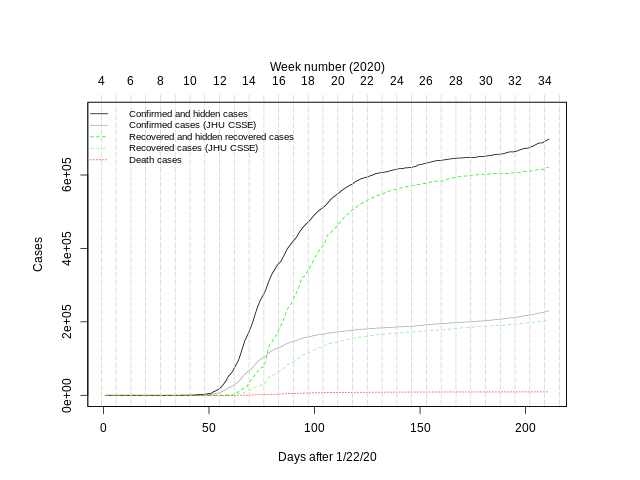 Week number (2020)
4 6 8 10 12 14 16 18 20 22 24 26 28 30 32 34
Confirmed and hidden cases
Confirmed cases (JHU CSSE)
Recovered and hidden recovered cases
Recovered cases (JHU CSSE)
Death cases
6e+05
4e+05
2e+05
0e+00
Cases
0 50 100 150 200
Days after 1/22/20